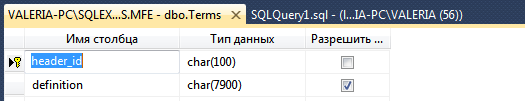 VALERIA-PC\SQLEX...S.MFE - dbo.Terms SQLQuery1.sql - (l...IA-PC\VALERIA (56))
Имя столбца Тип данных Разрешить ...
header_id char(100)
definition char(7900)